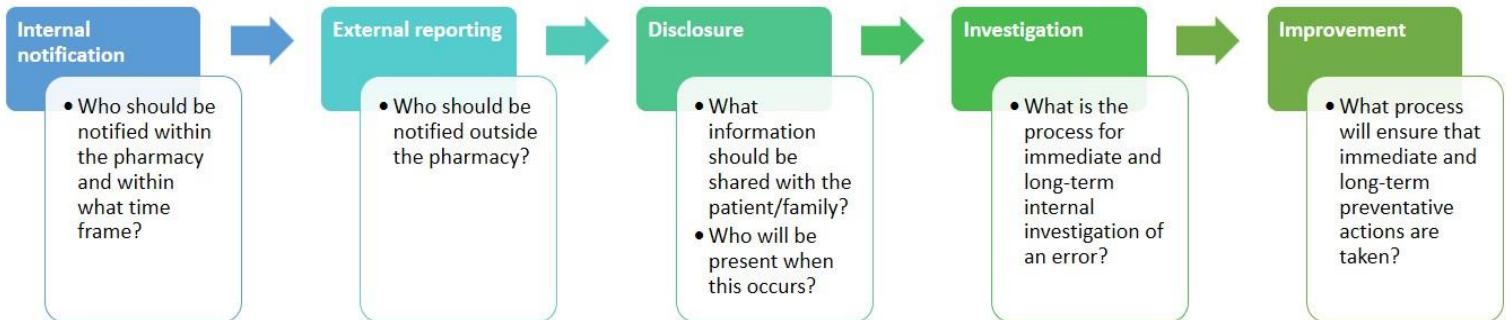 Internal
notification
• Who should be
notified within
the pharmacy
and within
what time
frame?
External reporting
• Who should be
notified outside
the pharmacy?
Disclosure
• What
information
should be
shared with the
patient/family?
• Who will be
present when
this occurs?
Investigation
• What is the
process for
immediate and
long-term
internal
investigation of
an error?
Improvement
• What process
will ensure that
immediate and
long-term
preventative
actions are
taken?